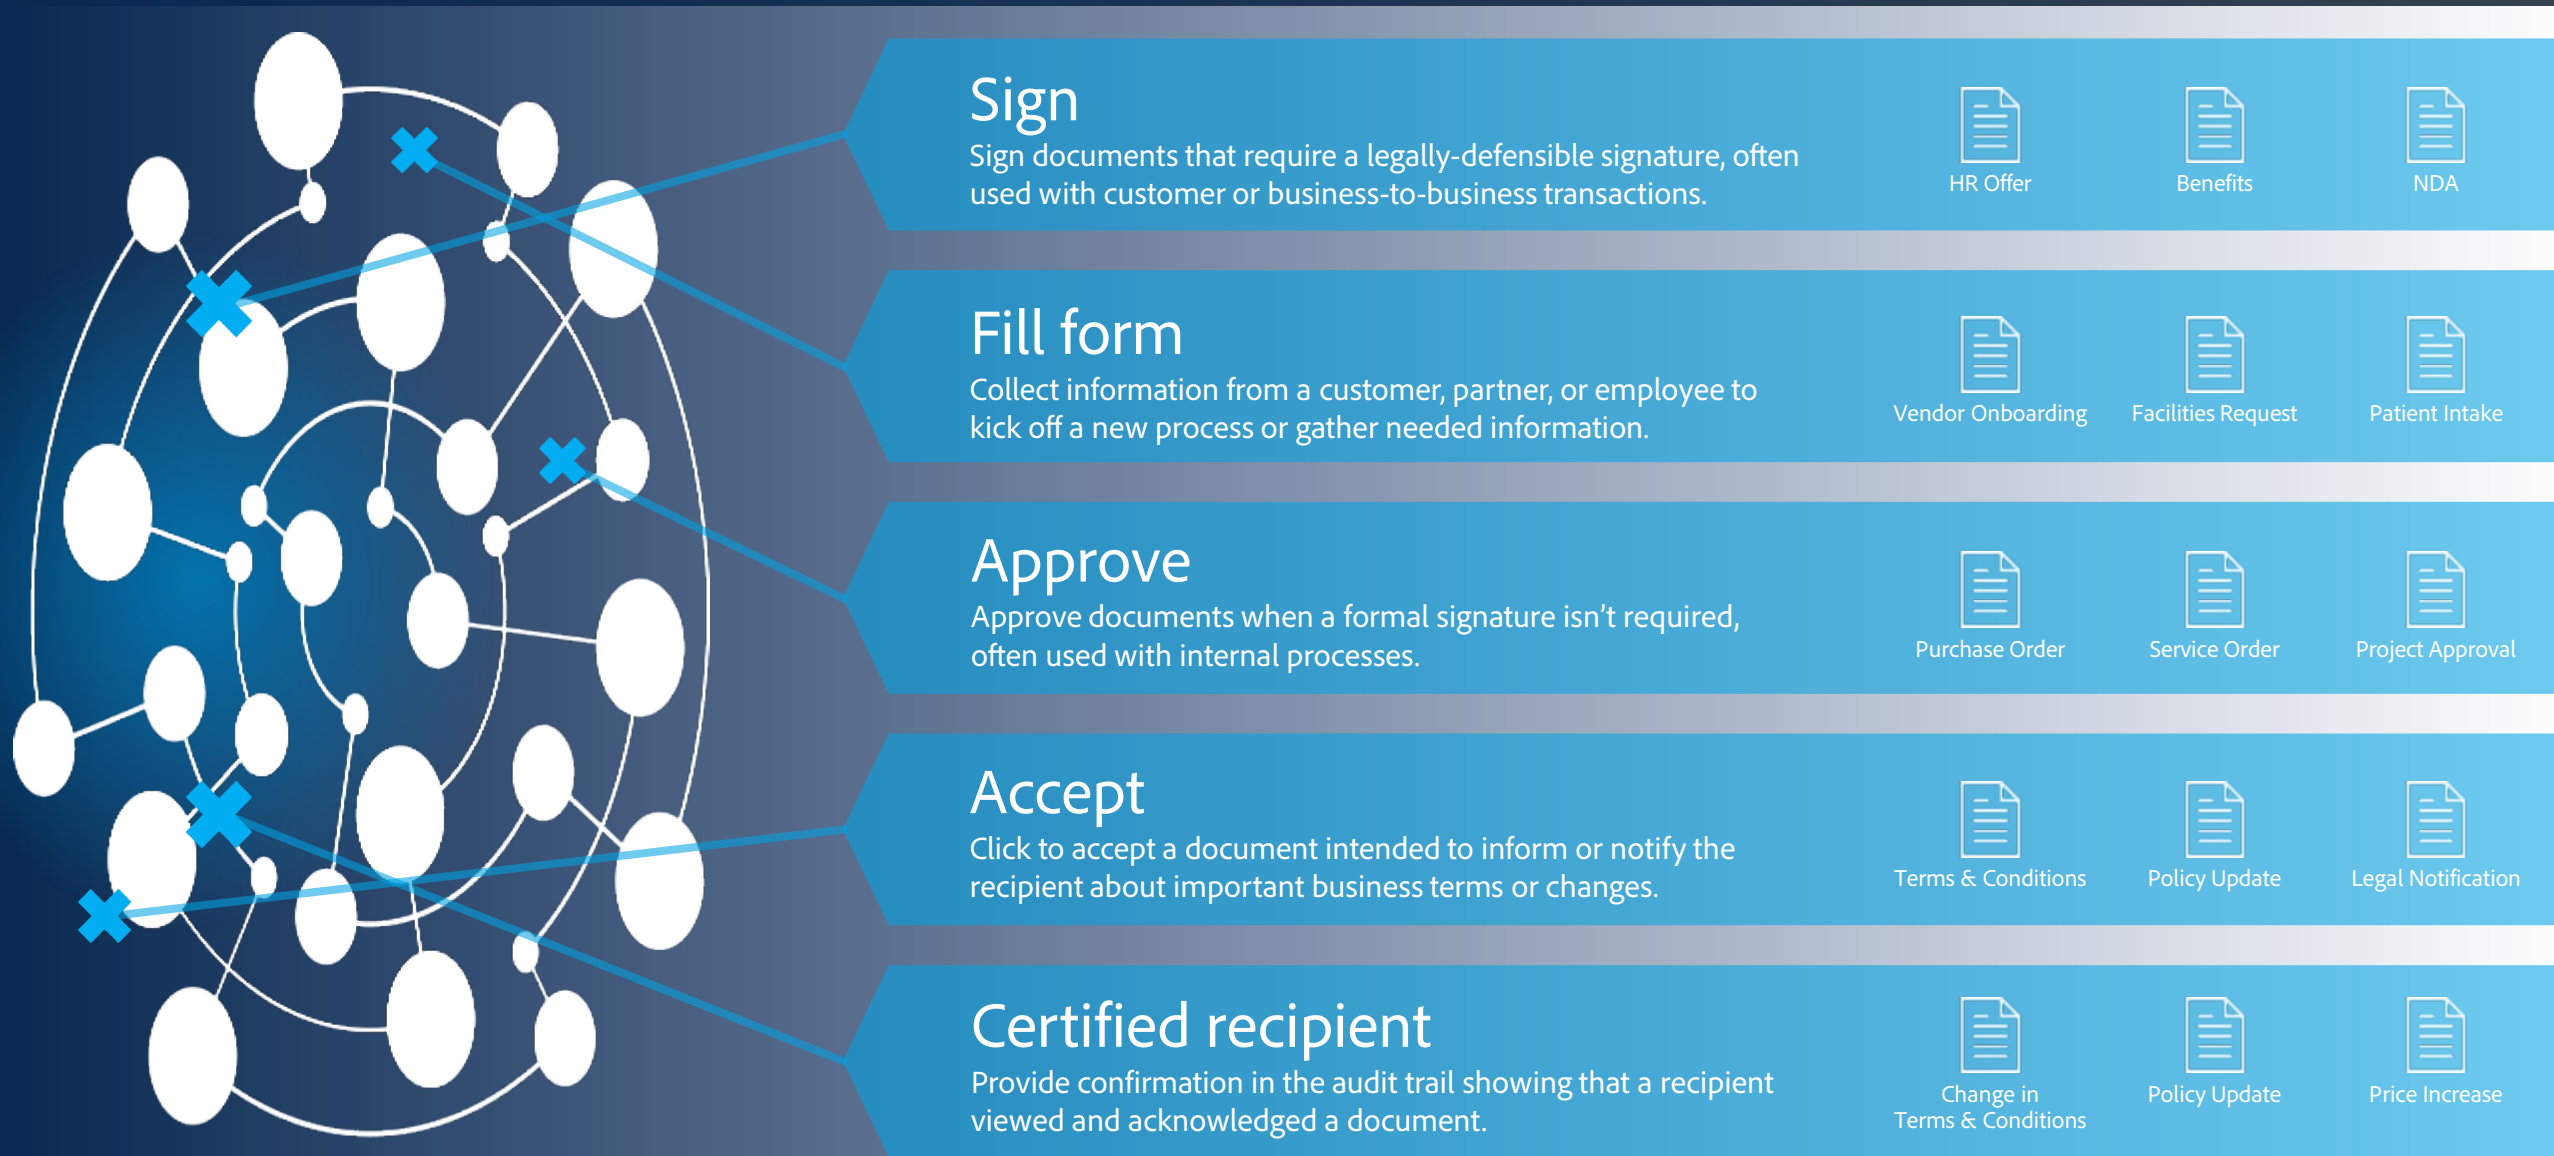 Sign
Sign documents that require a legally-defensible signature, often
used with customer or business-to-business transactions.
HR Offer
Benefits
NDA
Fill form
Collect information from a customer, partner, or employee to
kick off a new process or gather needed information.
Vendor Onboarding
Facilities Request
Patient Intake
Approve
Approve documents when a formal signature isn't required,
often used with internal processes.
Purchase Order
Service Order
Project Approval
Accept
Click to accept a document intended to inform or notify the
recipient about important business terms or changes.
Terms & Conditions
Policy Update
Legal Notification
Certified recipient
Provide confirmation in the audit trail showing that a recipient
viewed and acknowledged a document.
Change in
Terms & Conditions
Policy Update
Price Increase